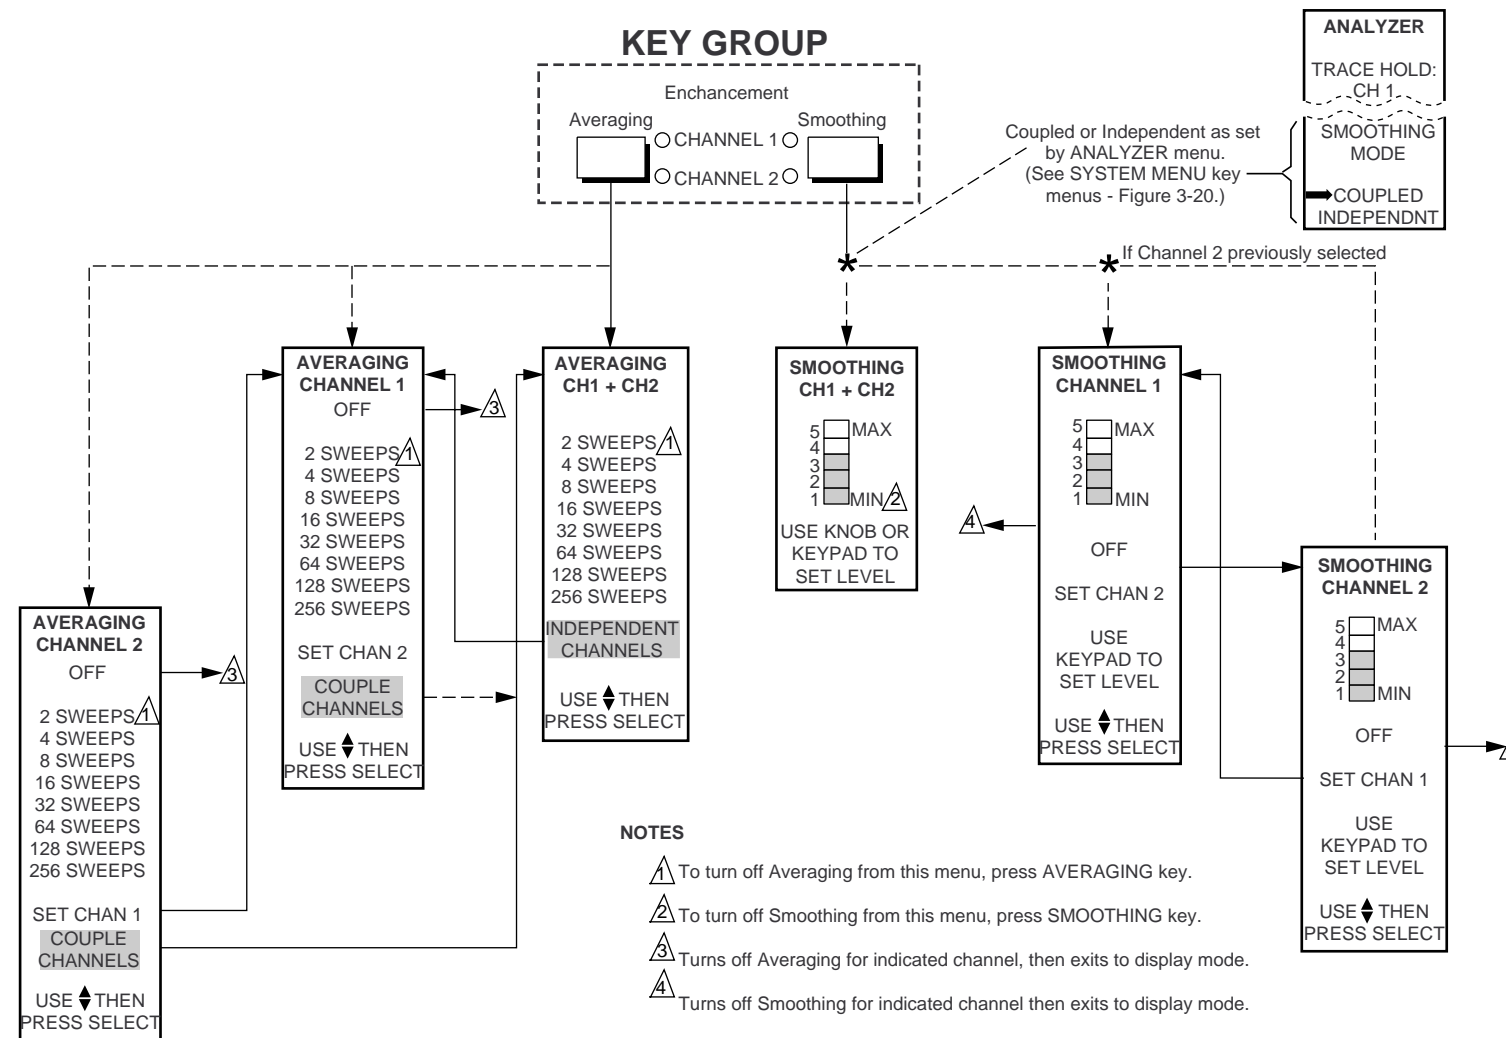 KEY GROUP
Enchancement
Averaging
Smoothing
CHANNEL 1
CHANNEL 2
Coupled or Independent as set
by ANALYZER menu.
(See SYSTEM MENU key
menus - Figure 3-20.)
ANALYZER
TRACE HOLD:
CH 1
SMOOTHING
MODE
COUPLED
INDEPENDNT
If Channel 2 previously selected
AVERAGING
CHANNEL 2
OFF
3
2 SWEEPS 1
4 SWEEPS
8 SWEEPS
16 SWEEPS
32 SWEEPS
64 SWEEPS
128 SWEEPS
256 SWEEPS
SET CHAN 1
COUPLE
CHANNELS
USE THEN
PRESS SELECT
AVERAGING
CHANNEL 1
OFF
3
2 SWEEPS 1
4 SWEEPS
8 SWEEPS
16 SWEEPS
32 SWEEPS
64 SWEEPS
128 SWEEPS
256 SWEEPS
SET CHAN 2
COUPLE
CHANNELS
USE THEN
PRESS SELECT
AVERAGING
CH1 + CH2
2 SWEEPS 1
4 SWEEPS
8 SWEEPS
16 SWEEPS
32 SWEEPS
64 SWEEPS
128 SWEEPS
256 SWEEPS
INDEPENDENT
CHANNELS
USE THEN
PRESS SELECT
SMOOTHING
CH1 + CH2
5 MAX
4
3
2
1 MIN 2
USE KNOB OR
KEYPAD TO
SET LEVEL
SMOOTHING
CHANNEL 1
5 MAX
4
3
2
1 MIN
4
OFF
SET CHAN 2
USE
KEYPAD TO
SET LEVEL
USE THEN
PRESS SELECT
SMOOTHING
CHANNEL 2
5 MAX
4
3
2
1 MIN
OFF
SET CHAN 1
USE
KEYPAD TO
SET LEVEL
USE THEN
PRESS SELECT
NOTES
1 To turn off Averaging from this menu, press AVERAGING key.
2 To turn off Smoothing from this menu, press SMOOTHING key.
3 Turns off Averaging for indicated channel, then exits to display mode.
4 Turns off Smoothing for indicated channel then exits to display mode.